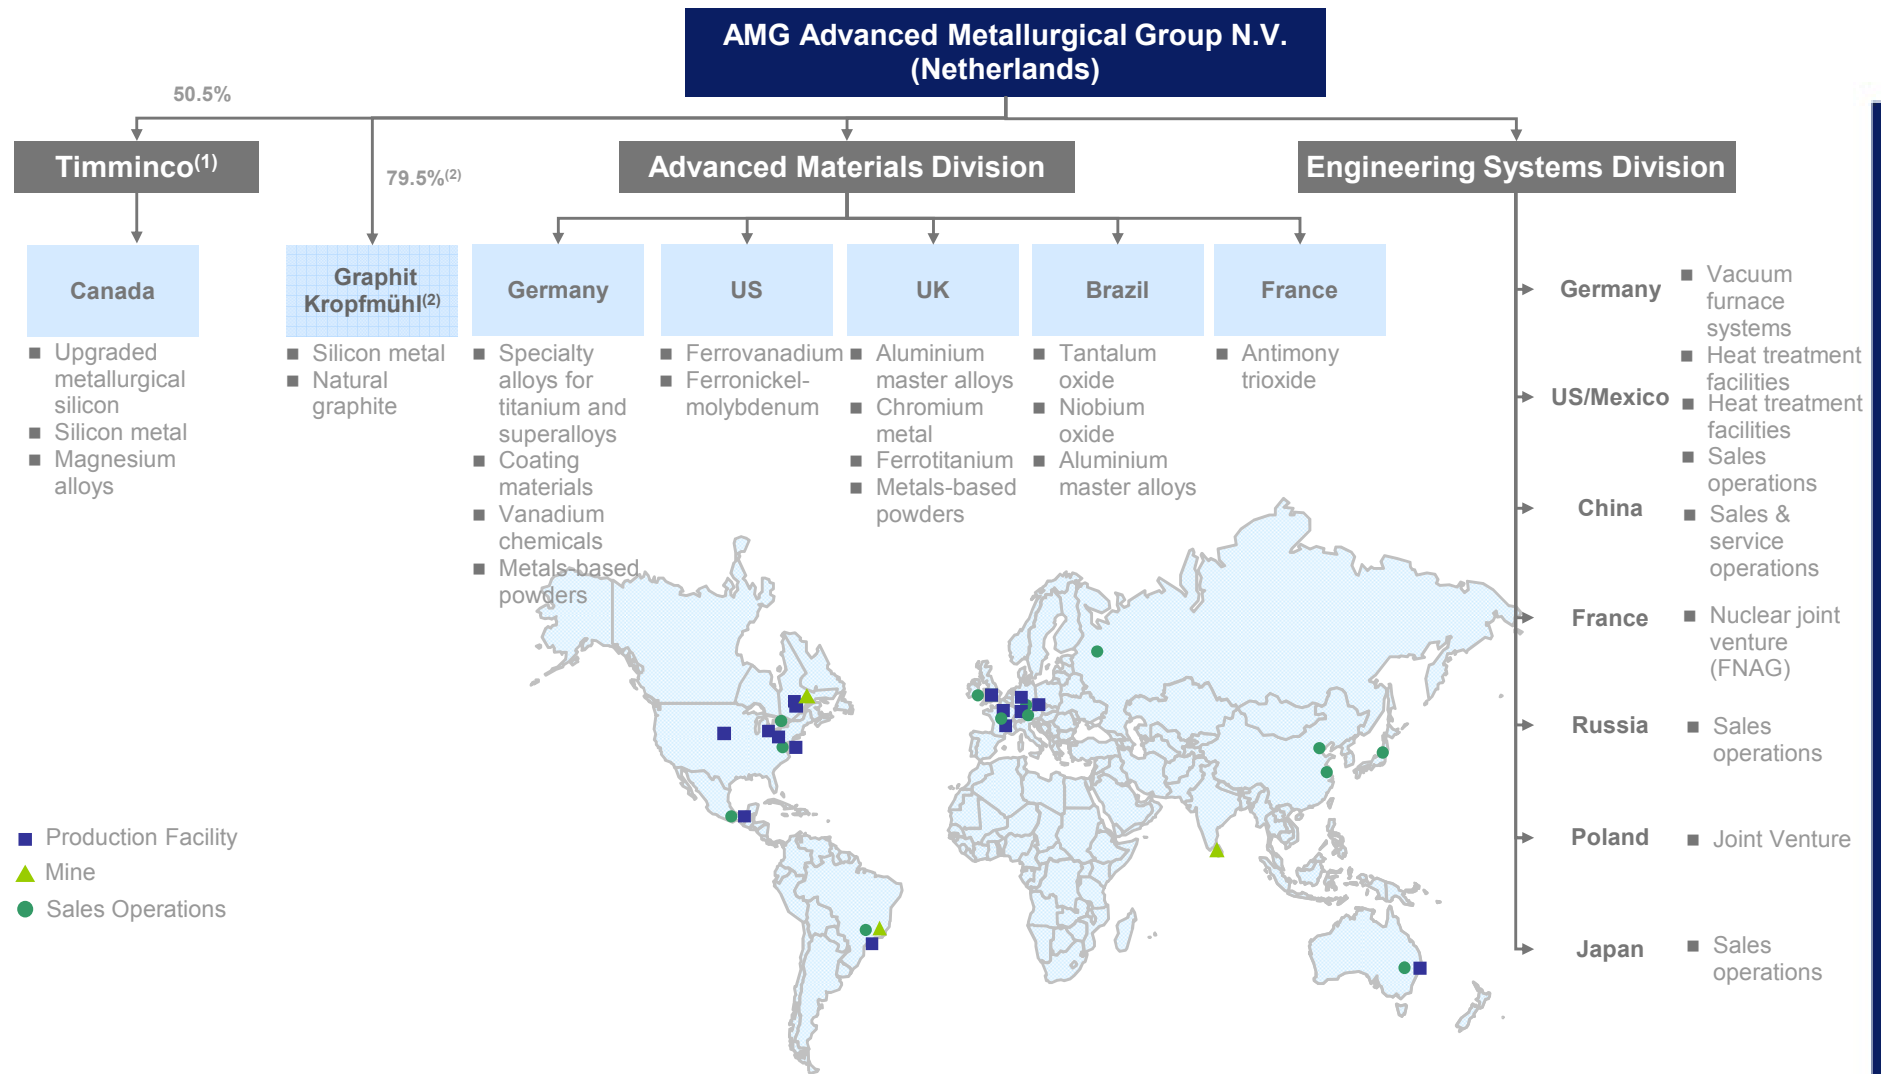 AMG Advanced Metallurgical Group N.V.
(Netherlands)
50.5%
Timminco(1)
79.5%(2)
Advanced Materials Division
Engineering Systems Division
Canada
■ Upgraded
metallurgical
silicon
■ Silicon metal
■ Magnesium
alloys
Graphit
Kropfmühl(2)
■ Silicon metal
■ Natural
graphite
Germany
■ Specialty
alloys for
titanium and
superalloys
■ Coating
materials
■ Vanadium
chemicals
■ Metals-based
powders
US
■ Ferrovanadium
■ Ferronickel-
molybdenum
UK
■ Aluminium
master alloys
■ Chromium
metal
■ Ferrotitanium
■ Metals-based
powders
Brazil
■ Tantalum
oxide
■ Niobium
oxide
■ Aluminium
master alloys
France
■ Antimony
trioxide
Germany
■ Vacuum
furnace
systems
■ Heat treatment
facilities
US/Mexico
■ Heat treatment
facilities
■ Sales
operations
China
■ Sales &
service
operations
France
■ Nuclear joint
venture
(FNAG)
Russia
■ Sales
operations
Poland
■ Joint Venture
Japan
■ Sales
operations
Production Facility
Mine
Sales Operations